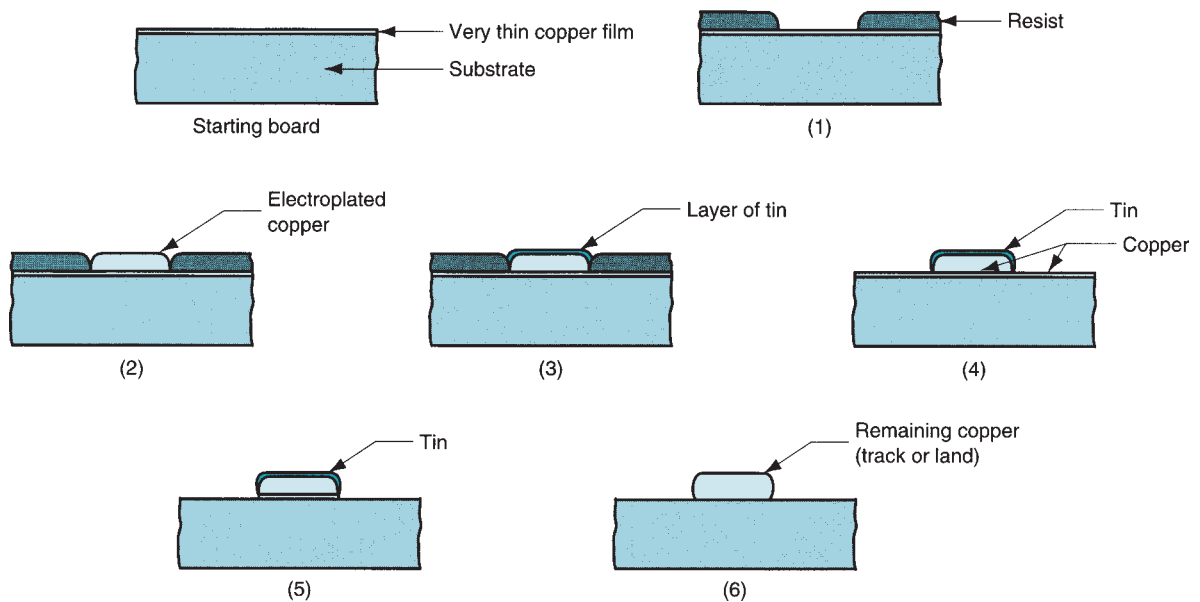 Very thin copper film
Substrate
Starting board
Resist
(1)
Electroplated
copper
(2)
Layer of tin
(3)
Tin
Copper
(4)
Tin
(5)
Remaining copper
(track or land)
(6)